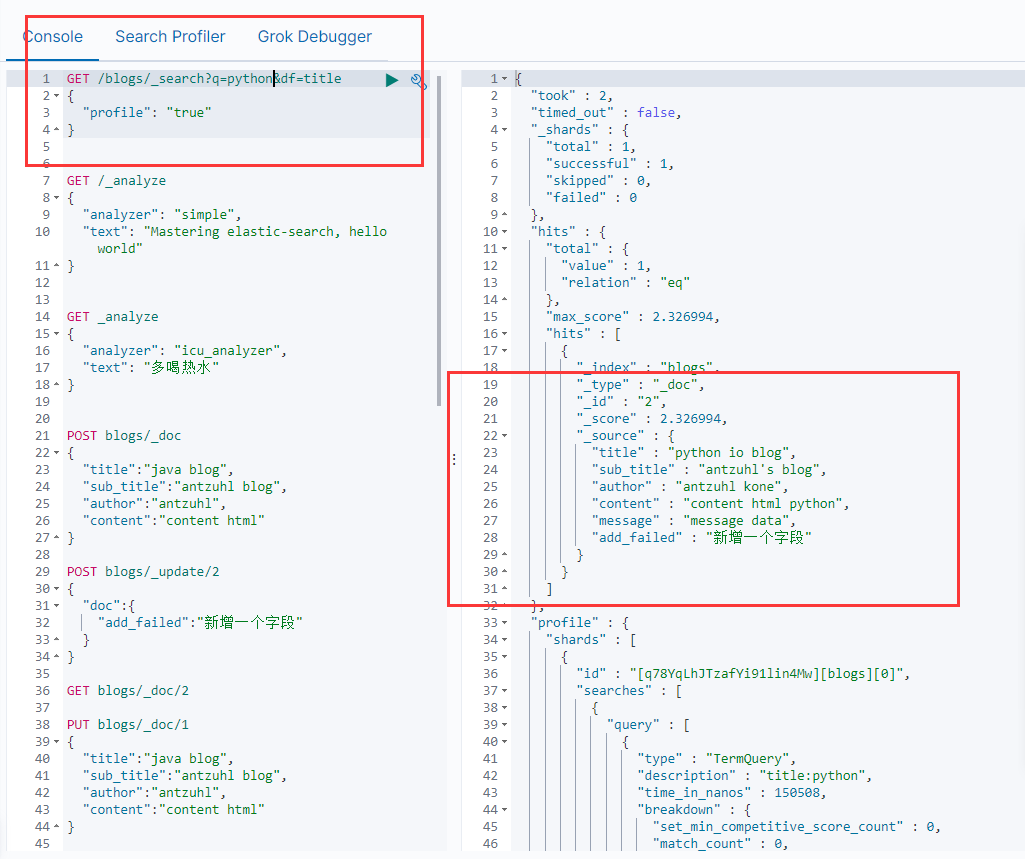 Console Search Profiler Grok Debugger
1 GET /blogs/_search?q=python&df=title
2 {
3 "profile": "true"
4 }
5
6
7 GET /_analyze
8 {
9 "analyzer": "simple",
10 "text": "Mastering elastic-search, hello
world"
11 }
12
13
14 GET _analyze
15 {
16 "analyzer": "icu_analyzer",
17 "text": "多喝热水"
18 }
19
20
21 POST blogs/_doc
22 {
23 "title":"java blog",
24 "sub_title":"antzuhl blog",
25 "author":"antzuhl",
26 "content":"content html"
27 }
28
29 POST blogs/_update/2
30 {
31 "doc":{
32 "add_failed":"新增一个字段"
33 }
34 }
35
36 GET blogs/_doc/2
37
38 PUT blogs/_doc/1
39 {
40 "title":"java blog",
41 "sub_title":"antzuhl blog",
42 "author":"antzuhl",
43 "content":"content html"
44 }
45
1 {
2 "took" : 2,
3 "timed_out" : false,
4 "_shards" : {
5 "total" : 1,
6 "successful" : 1,
7 "skipped" : 0,
8 "failed" : 0
9 },
10 "hits" : {
11 "total" : {
12 "value" : 1,
13 "relation" : "eq"
14 },
15 "max_score" : 2.326994,
16 "hits" : [
17 {
18 "_index" : "blogs",
19 "_type" : "_doc",
20 "_id" : "2",
21 "_score" : 2.326994,
22 "_source" : {
23 "title" : "python io blog",
24 "sub_title" : "antzuhl's blog",
25 "author" : "antzuhl kone",
26 "content" : "content html python",
27 "message" : "message data",
28 "add_failed" : "新增一个字段"
29 }
30 }
31 ]
32 },
33 "profile" : {
34 "shards" : [
35 {
36 "id" : "[q78YqLhJTzafYi91lin4Mw][blogs][0]",
37 "searches" : [
38 {
39 "query" : [
40 {
41 "type" : "TermQuery",
42 "description" : "title:python",
43 "time_in_nanos" : 150508,
44 "breakdown" : {
45 "set_min_competitive_score_count" : 0,
46 "match_count" : 0,